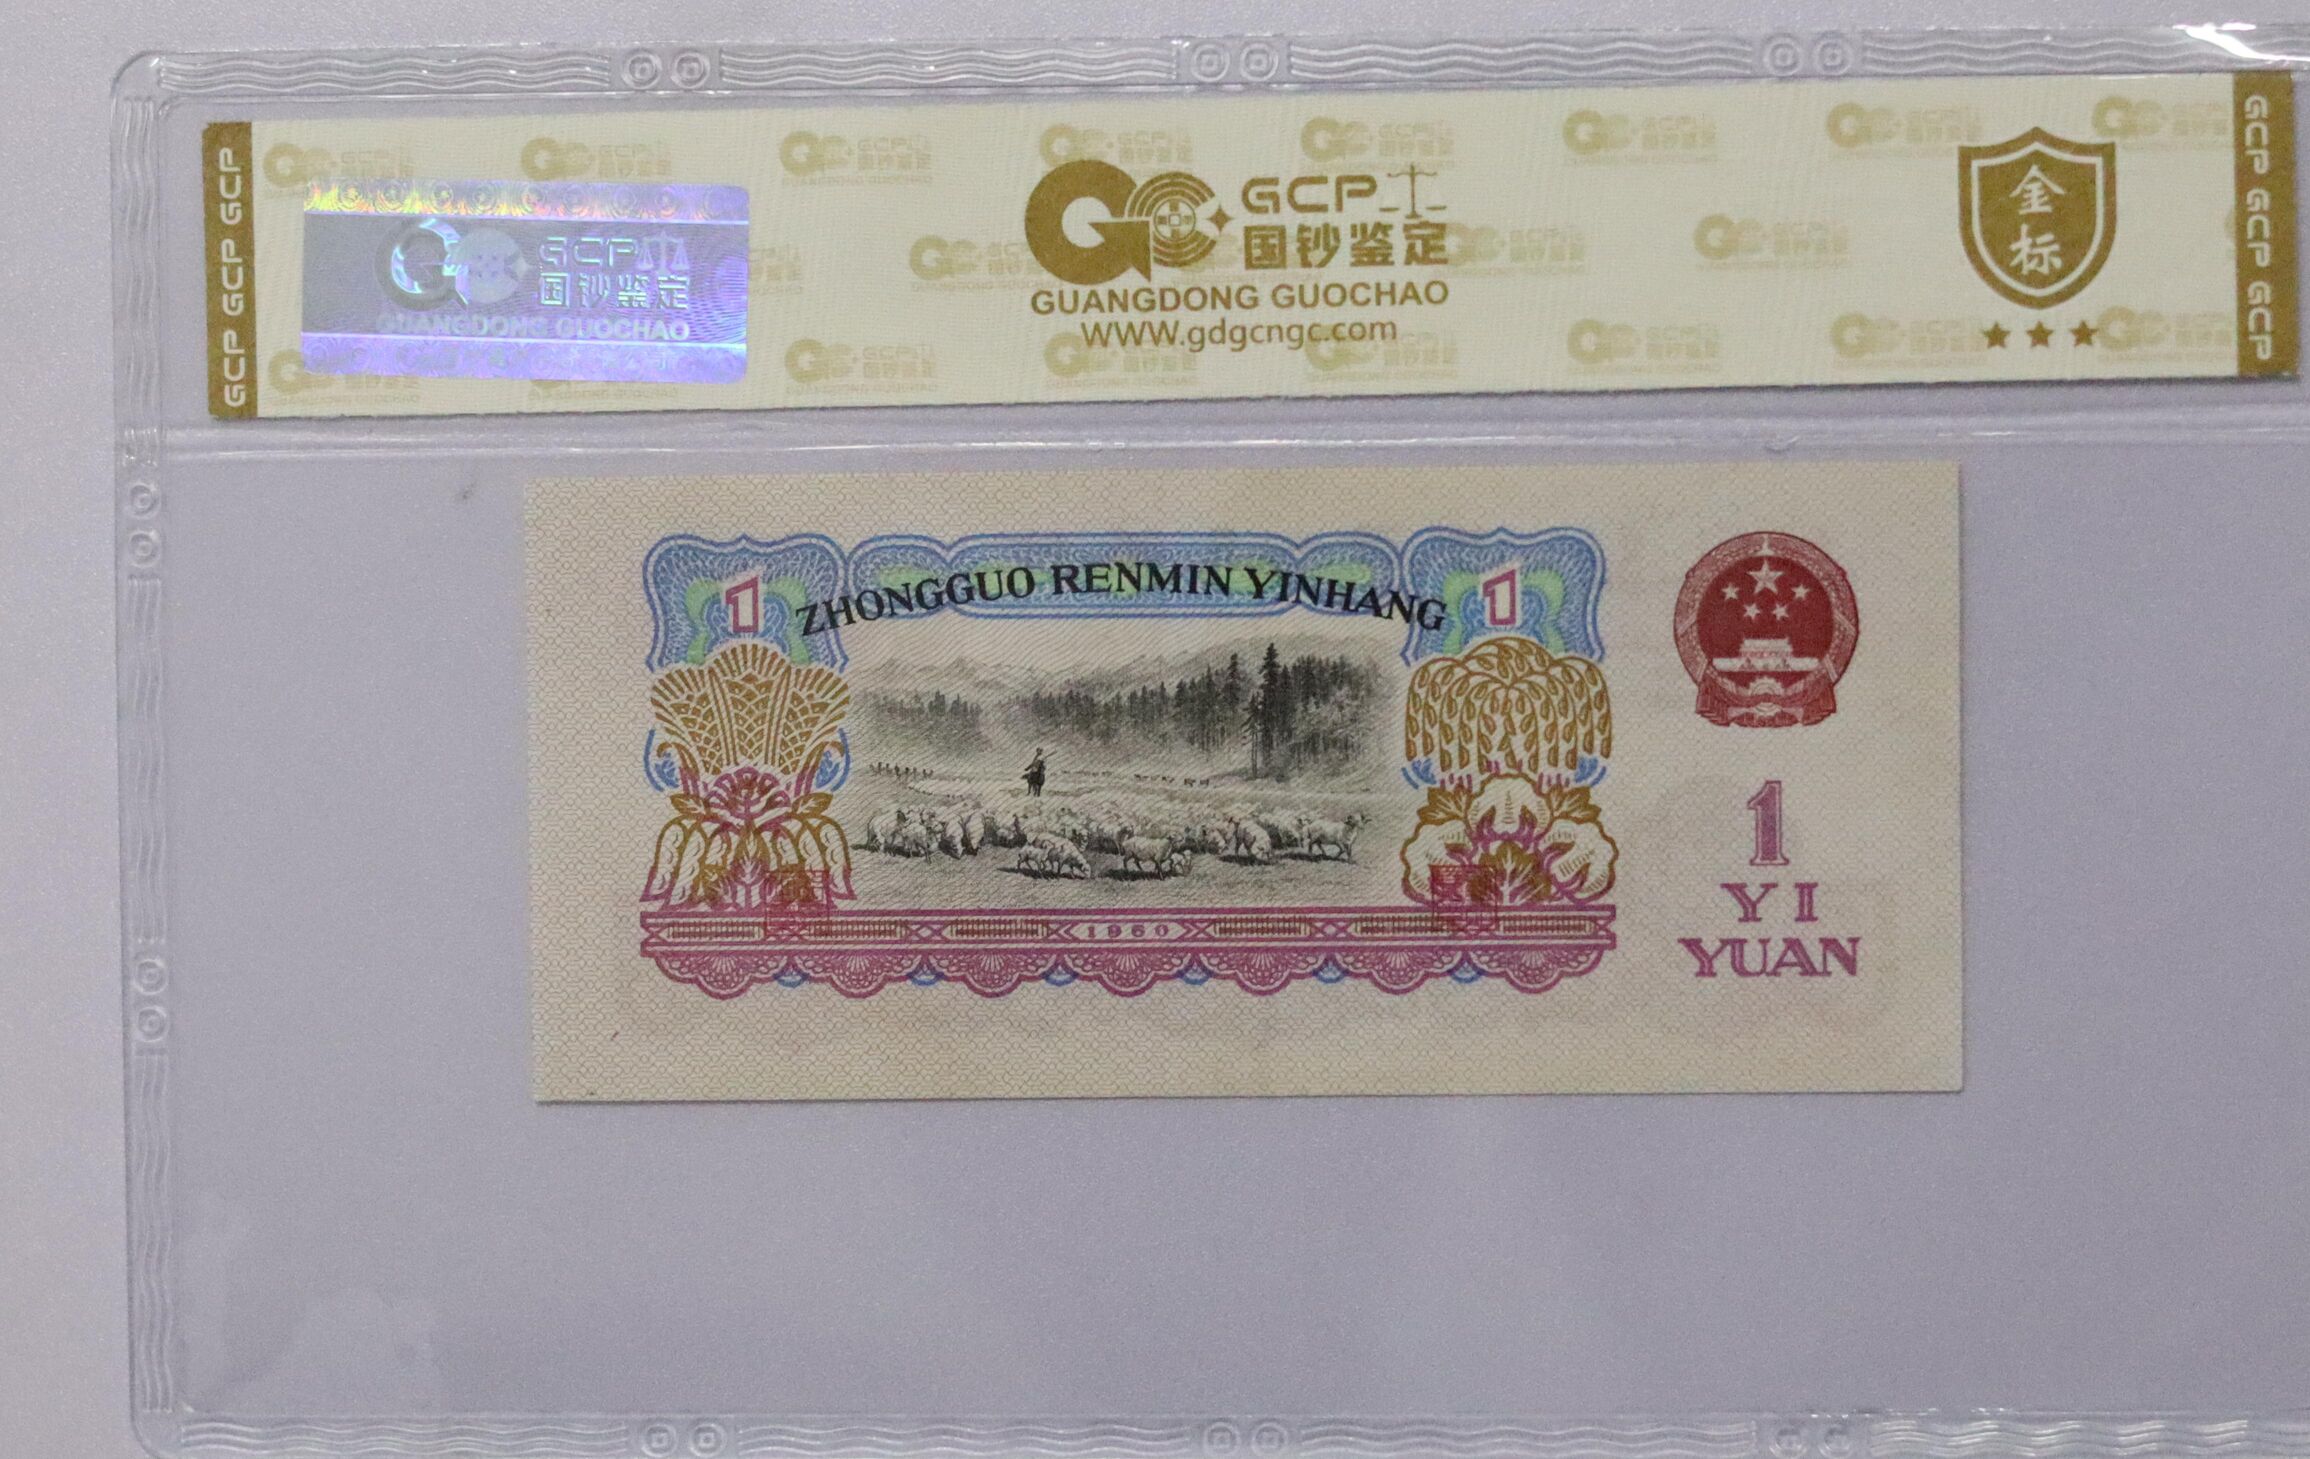 GCP GCP GCP
GCP
国钞鉴定
GUANGDONG GUOCHAO
GCP
国钞鉴定
GUANGDONG GUOCHAO
WWW.gdgcngc.com
金
标
GCP GCP GCP
1
ZHONGGUO RENMIN YINHANG
1
1960
1
YI
YUAN